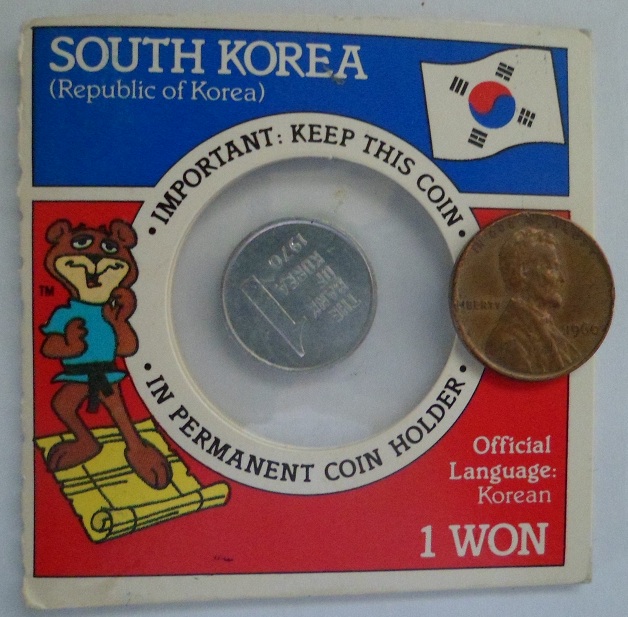 SOUTH KOREA
(Republic of Korea)
• IMPORTANT: KEEP THIS COIN •
TM
1970
THE
BANK
OF
KOREA
LIBERTY
• IN PERMANENT COIN HOLDER •
Official
Language:
Korean
1 WON